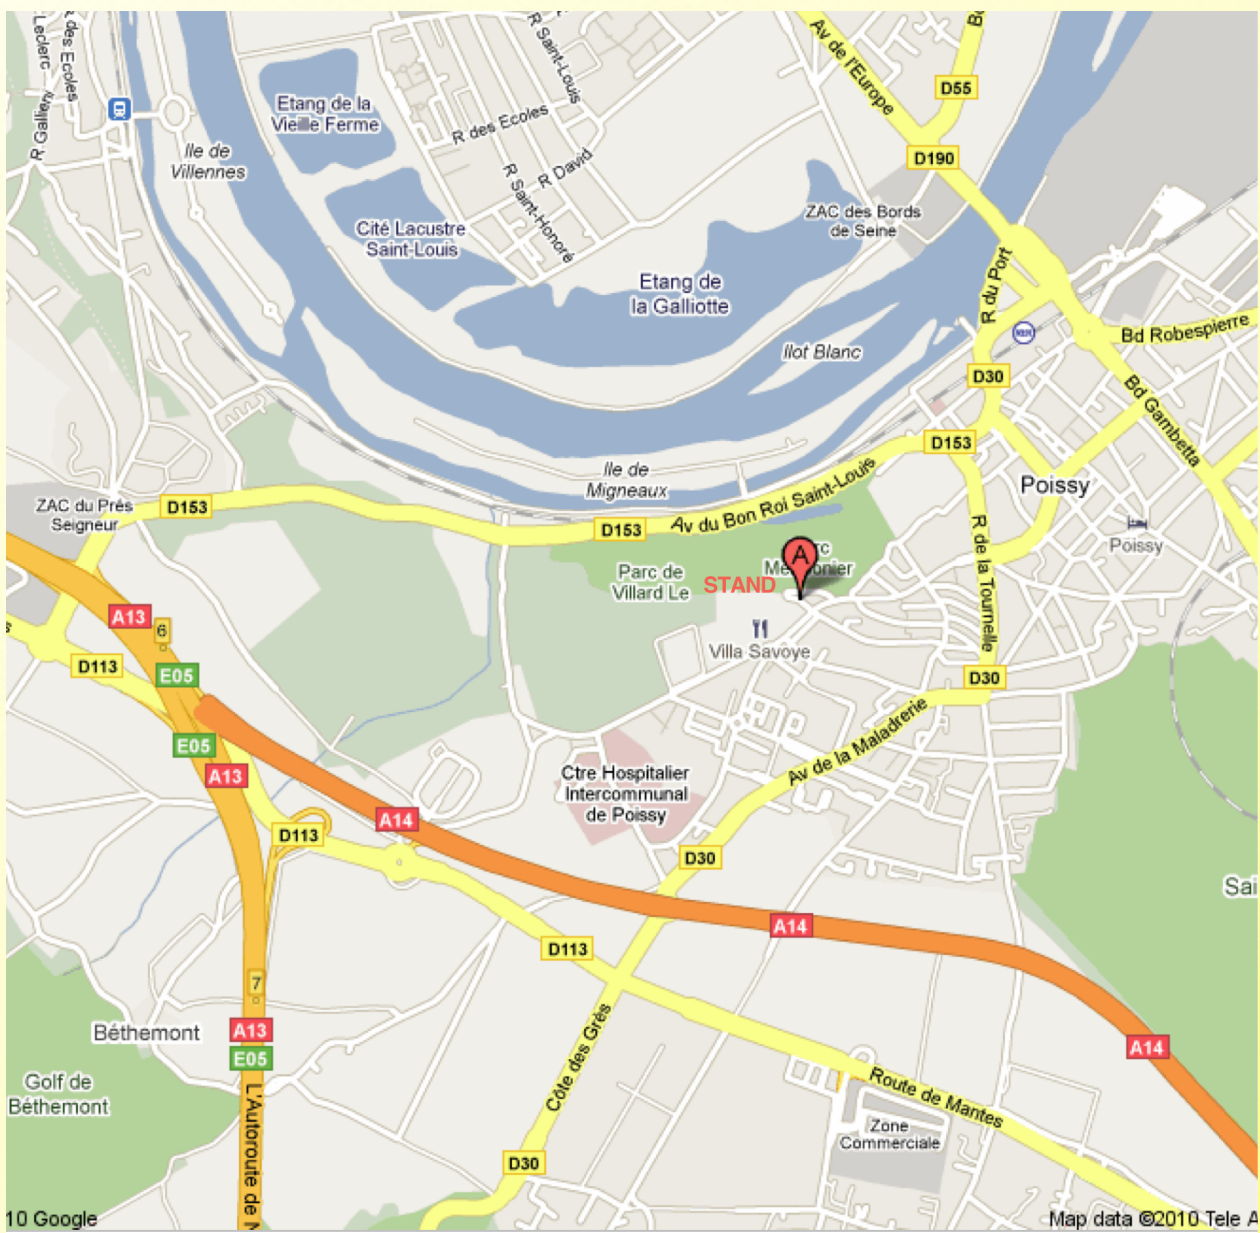 Leclerc
R des Ecoles
R Gallieni
Etang de la
Vieille Ferme
Ile de
Villennes
Cité Lacustre
Saint-Louis
R Saint-Louis
R des Ecoles
R David
R Saint-Honoré
Av de l'Europe
D55
D190
ZAC des Bords
de Seine
Etang de
la Galliotte
Ilot Blanc
R du Port
RER
Bd Robespierre
D30
Bd Gambetta
D153
Ile de
Migneaux
Av du Bon Roi Saint-Louis
Poissy
ZAC du Prés
Seigneur
D153
D153
R de la Tournelle
Poissy
A
Parc de
Villard Le
STAND
A13
6
Villa Savoye
D113
E05
D30
E05
A13
Av de la Maladrerie
Ctre Hospitalier
Intercommunal
de Poissy
A14
D113
D30
Sai
A14
D113
7
A13
E05
Béthemont
A14
Golf de
Béthemont
Côte des Grès
Route de Mantes
L'Autoroute de N
Zone
Commerciale
D30
10 Google
Map data ©2010 Tele A